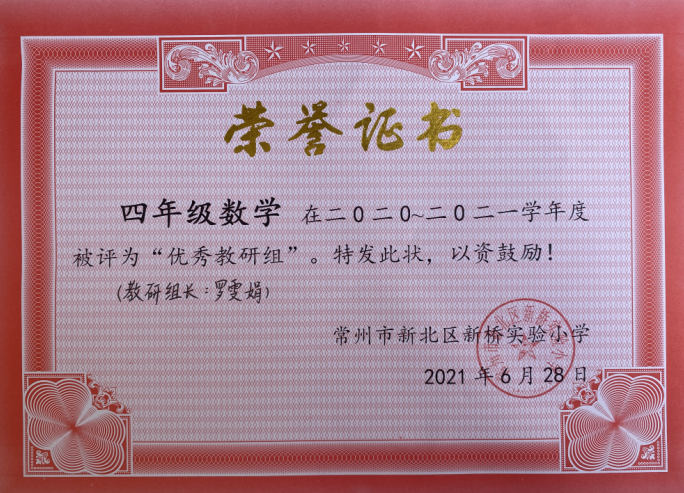 荣誉证书
四年级数学 在二0二0~二0二一学年度
被评为“优秀教研组”。特发此状，以资鼓励！
(教研组长:罗雯娟)
常州市新北区新桥实验小学
2021年6月28日